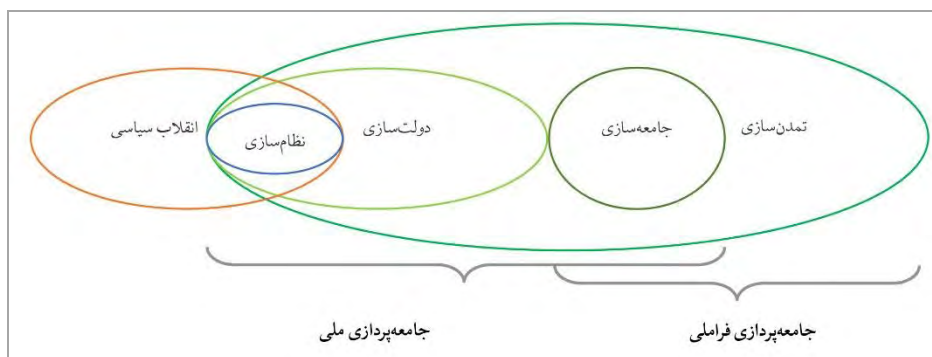 تمدن‌سازی
جامعه‌سازی
دولت‌سازی
نظام‌سازی
انقلاب سیاسی
جامعه‌پردازی فراملی
جامعه‌پردازی ملی